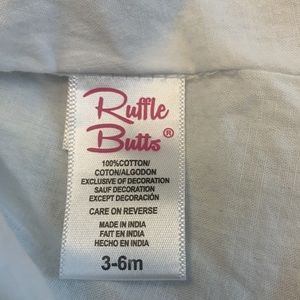 Ruffle
Butts®
100%COTTON/
COTON/ALGODON
EXCLUSIVE OF DECORATION
SAUF DECORATION
EXCEPT DECORACIÓN
CARE ON REVERSE
MADE IN INDIA
FAIT EN INDIA
HECHO EN INDIA
3-6m